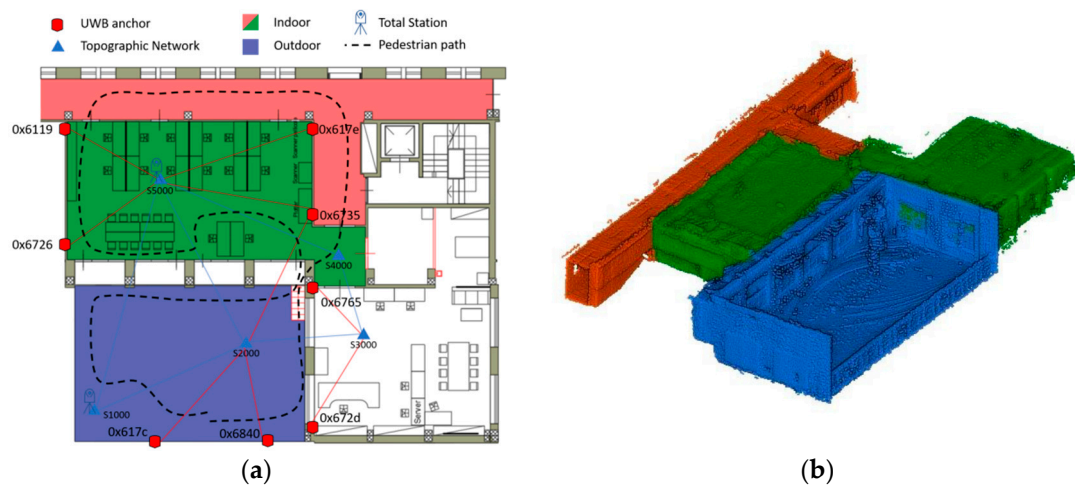 UWB anchor
Indoor
Total Station
Topographic Network
Outdoor
Pedestrian path
0x6119
0x617e
S5000
0x6735
0x6726
S4000
0x6765
S3000
S2000
S1000
Server
0x672d
0x617c
0x6840
(a)
(b)